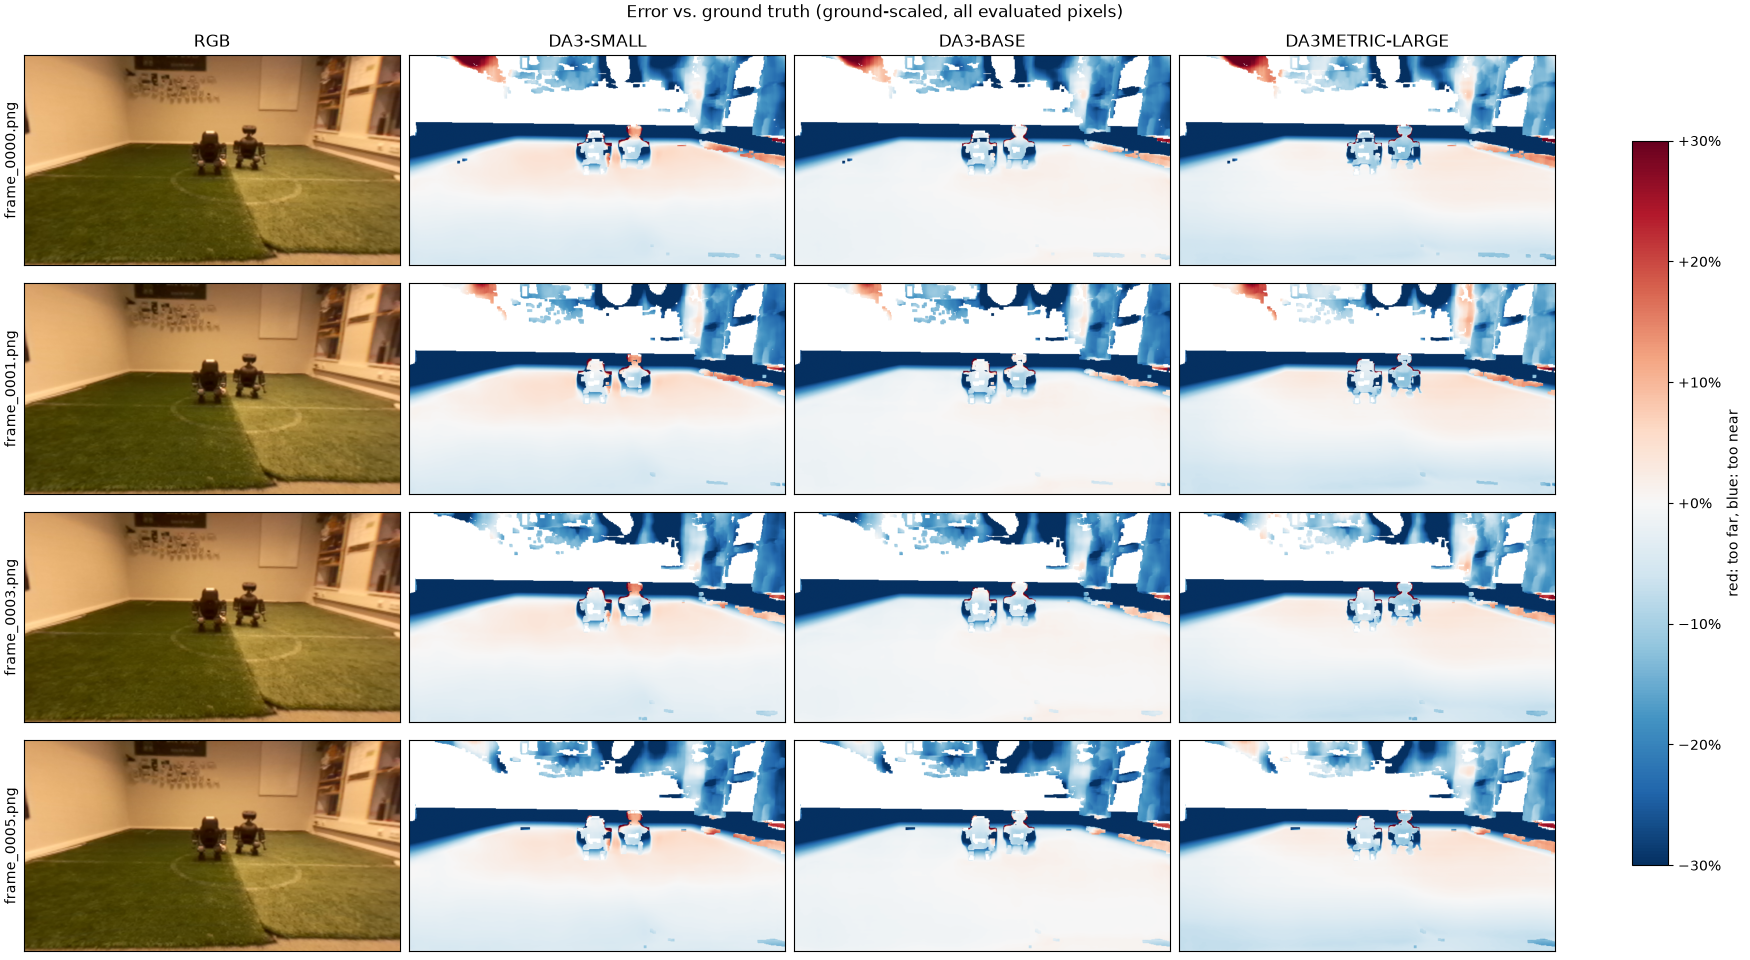 Error vs. ground truth (ground-scaled, all evaluated pixels)
RGB
DA3-SMALL
DA3-BASE
DA3METRIC-LARGE
frame_0000.png
frame_0001.png
frame_0003.png
frame_0005.png
+30%
+20%
+10%
+0%
−10%
−20%
−30%
red: too far, blue: too near